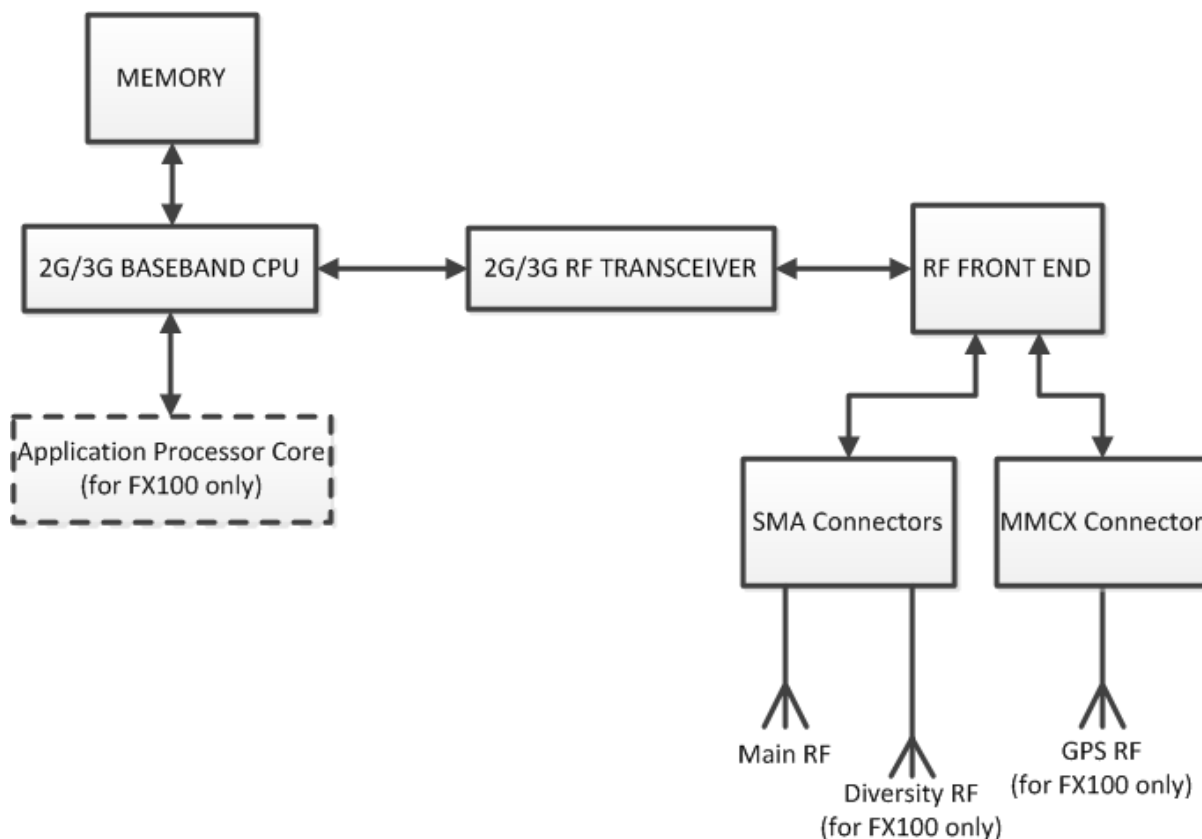 MEMORY
2G/3G BASEBAND CPU
2G/3G RF TRANSCEIVER
RF FRONT END
Application Processor Core
(for FX100 only)
SMA Connectors
MMCX Connector
Main RF
Diversity RF
(for FX100 only)
GPS RF
(for FX100 only)